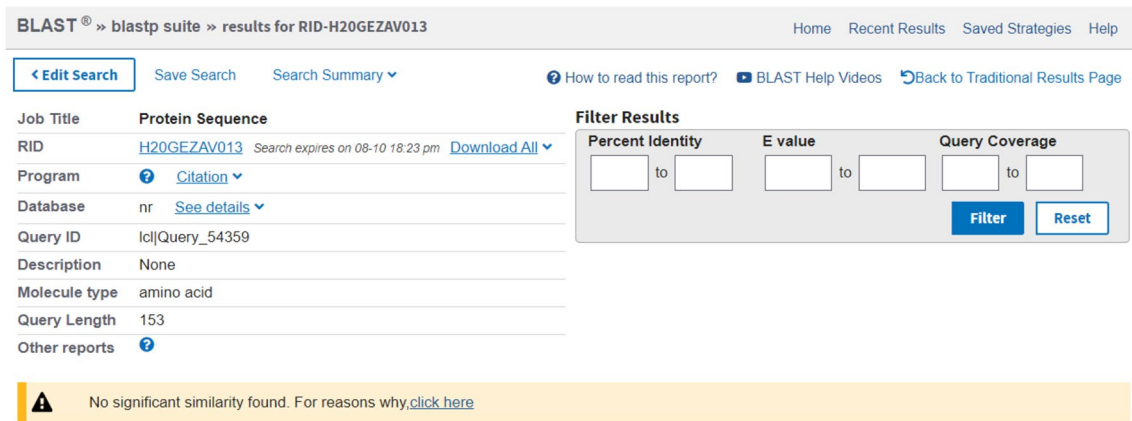 BLAST ® » blastp suite » results for RID-H20GEZAV013
Home Recent Results Saved Strategies Help
< Edit Search Save Search Search Summary
How to read this report? BLAST Help Videos Back to Traditional Results Page
Job Title Protein Sequence
RID H20GEZAV013 Search expires on 08-10 18:23 pm Download All
Program Citation
Database nr See details
Query ID lcl|Query_54359
Description None
Molecule type amino acid
Query Length 153
Other reports
Filter Results
Percent Identity E value Query Coverage
to to to
Filter Reset
No significant similarity found. For reasons why,click here